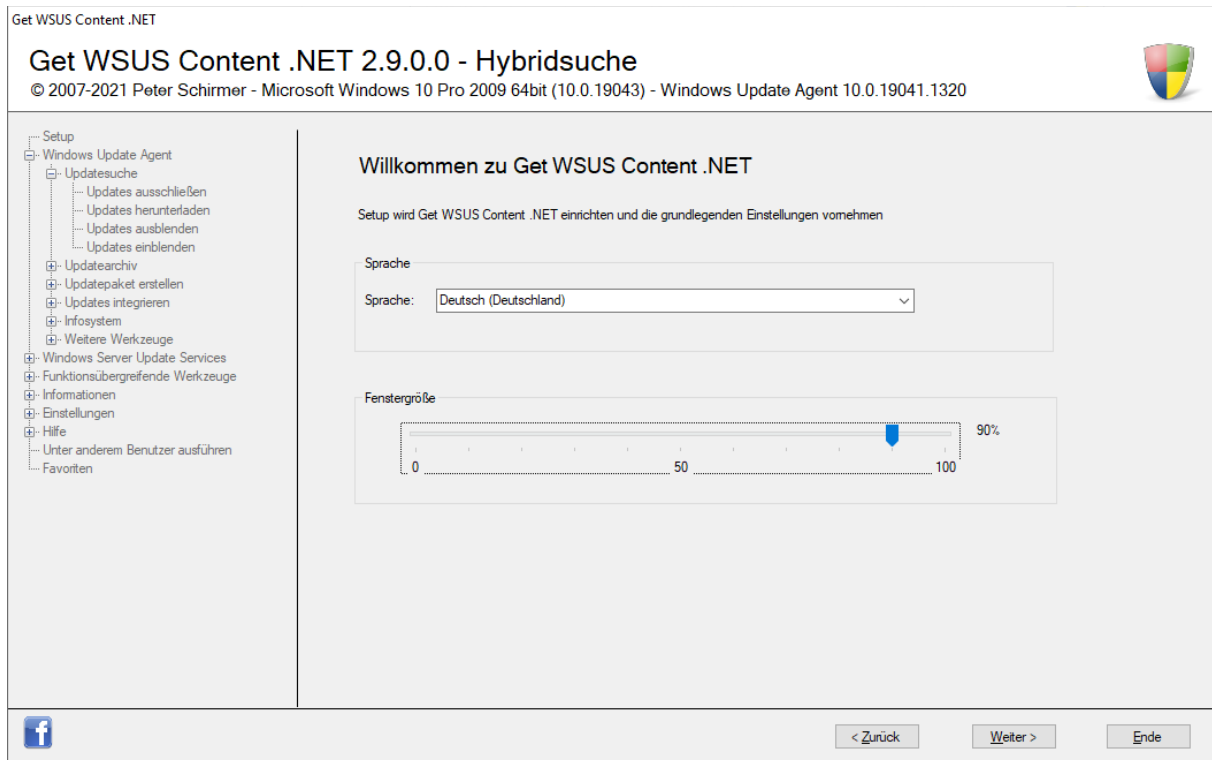 Get WSUS Content .NET
Get WSUS Content .NET 2.9.0.0 - Hybridsuche
© 2007-2021 Peter Schirmer - Microsoft Windows 10 Pro 2009 64bit (10.0.19043) - Windows Update Agent 10.0.19041.1320
Setup
Windows Update Agent
Updatesuche
Updates ausschließen
Updates herunterladen
Updates ausblenden
Updates einblenden
Updatearchiv
Updatepaket erstellen
Updates integrieren
Infosystem
Weitere Werkzeuge
Windows Server Update Services
Funktionsübergreifende Werkzeuge
Informationen
Einstellungen
Hilfe
Unter anderem Benutzer ausführen
Favoriten
Willkommen zu Get WSUS Content .NET
Setup wird Get WSUS Content .NET einrichten und die grundlegenden Einstellungen vornehmen
Sprache
Sprache: Deutsch (Deutschland)
Fenstergröße
90%
0 50 100
f
< Zurück Weiter > Ende